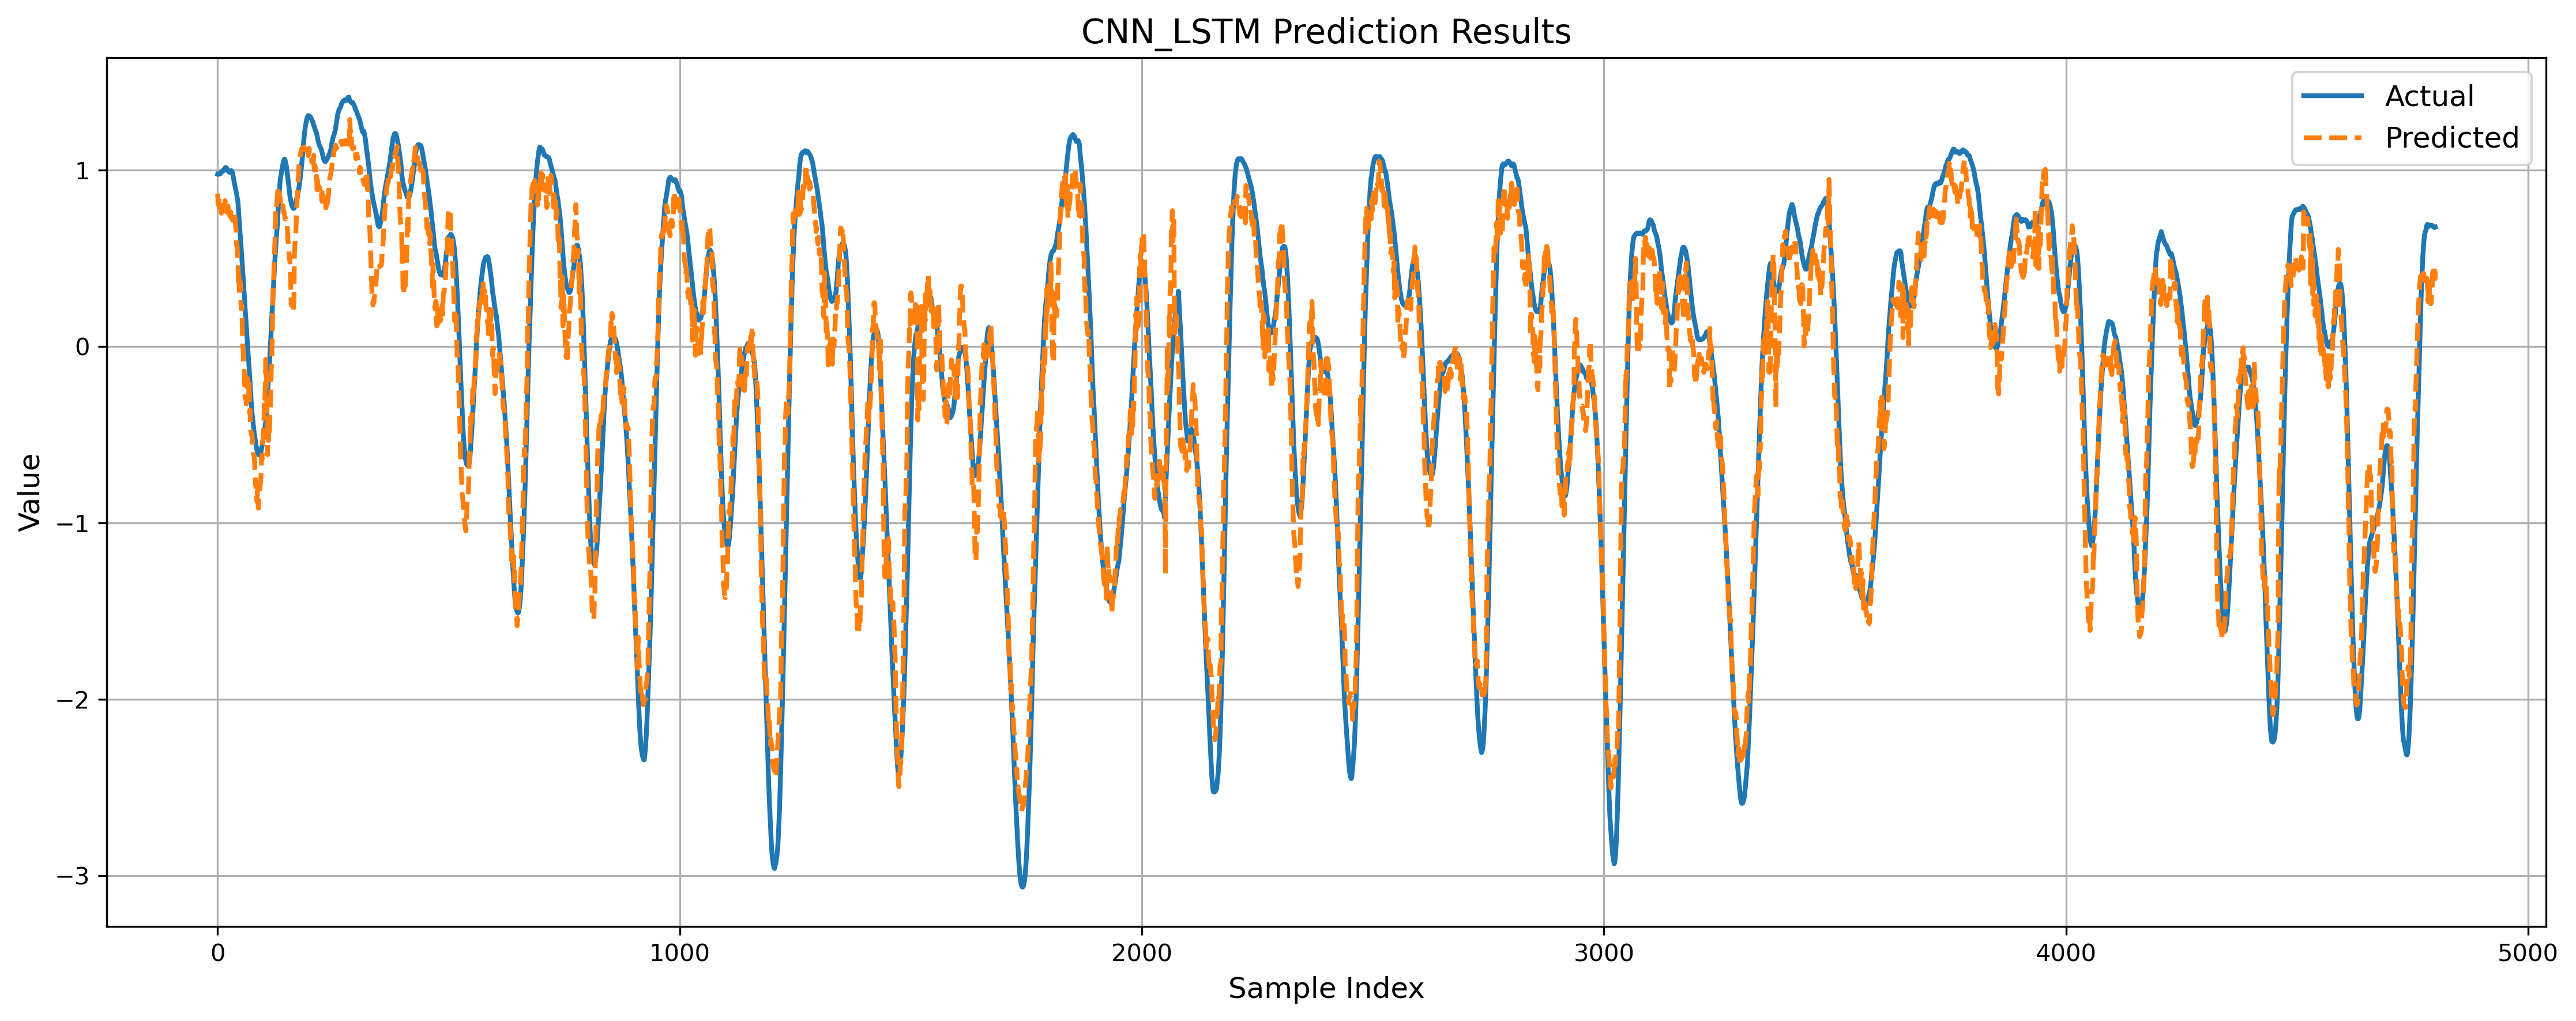 CNN_LSTM Prediction Results
Actual
Predicted
Value
1
0
−1
−2
−3
0 1000 2000 3000 4000 5000
Sample Index